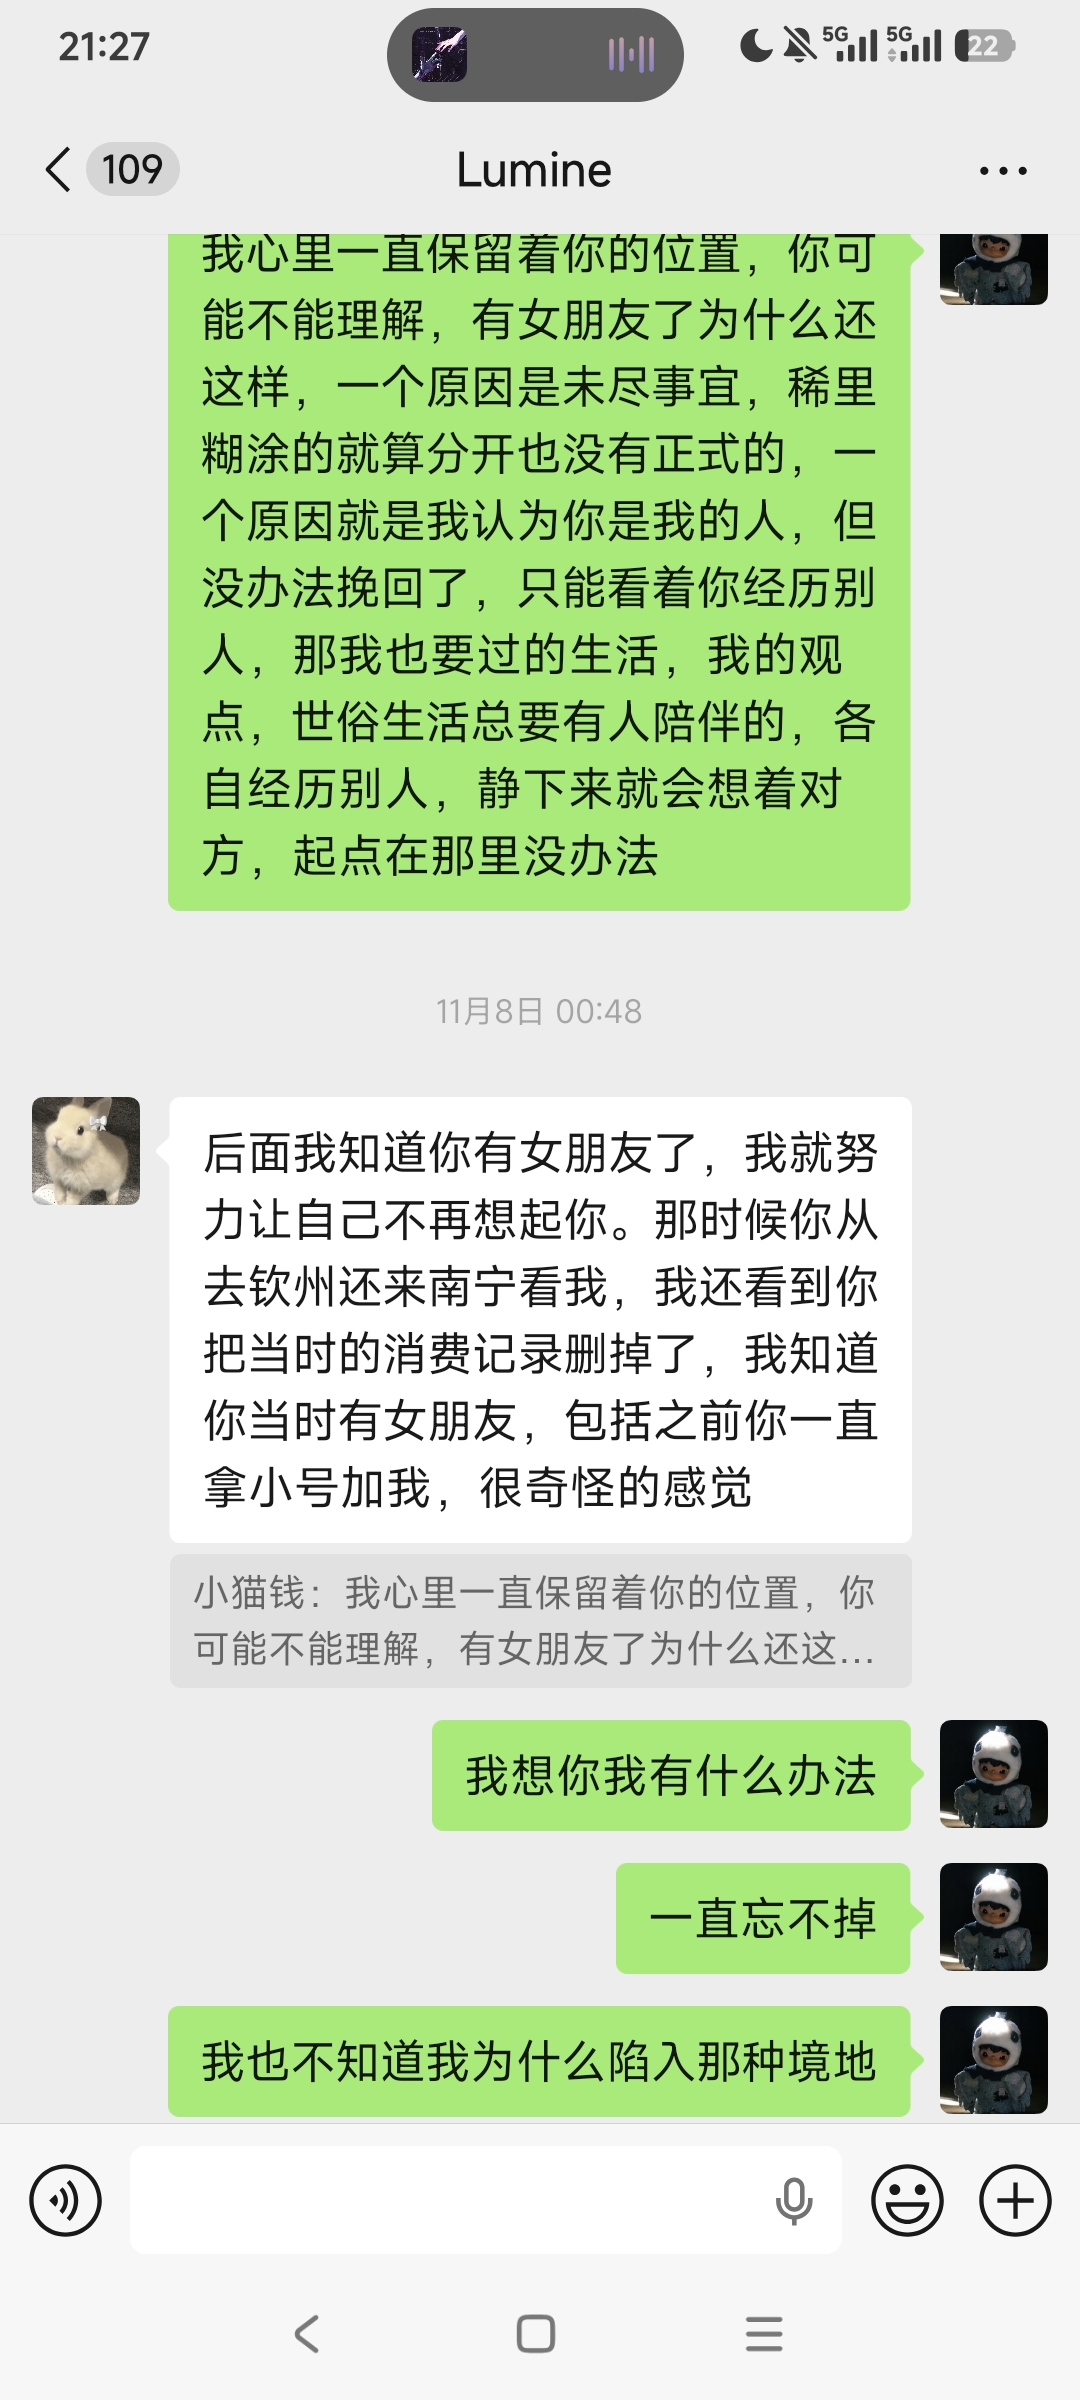 21:27
5G 5G 22
109
Lumine
我心里一直保留着你的位置，你可
能不能理解，有女朋友了为什么还
这样，一个原因是未尽事宜，稀里
糊涂的就算分开也没有正式的，一
个原因就是我认为你是我的人，但
没办法挽回了，只能看着你经历别
人，那我也要过的生活，我的观
点，世俗生活总要有人陪伴的，各
自经历别人，静下来就会想着对
方，起点在那里没办法
11月8日 00:48
后面我知道你有女朋友了，我就努
力让自己不再想起你。那时候你从
去钦州还来南宁看我，我还看到你
把当时的消费记录删掉了，我知道
你当时有女朋友，包括之前你一直
拿小号加我，很奇怪的感觉
小猫钱：我心里一直保留着你的位置，你
可能不能理解，有女朋友了为什么还这...
我想你我有什么办法
一直忘不掉
我也不知道我为什么陷入那种境地